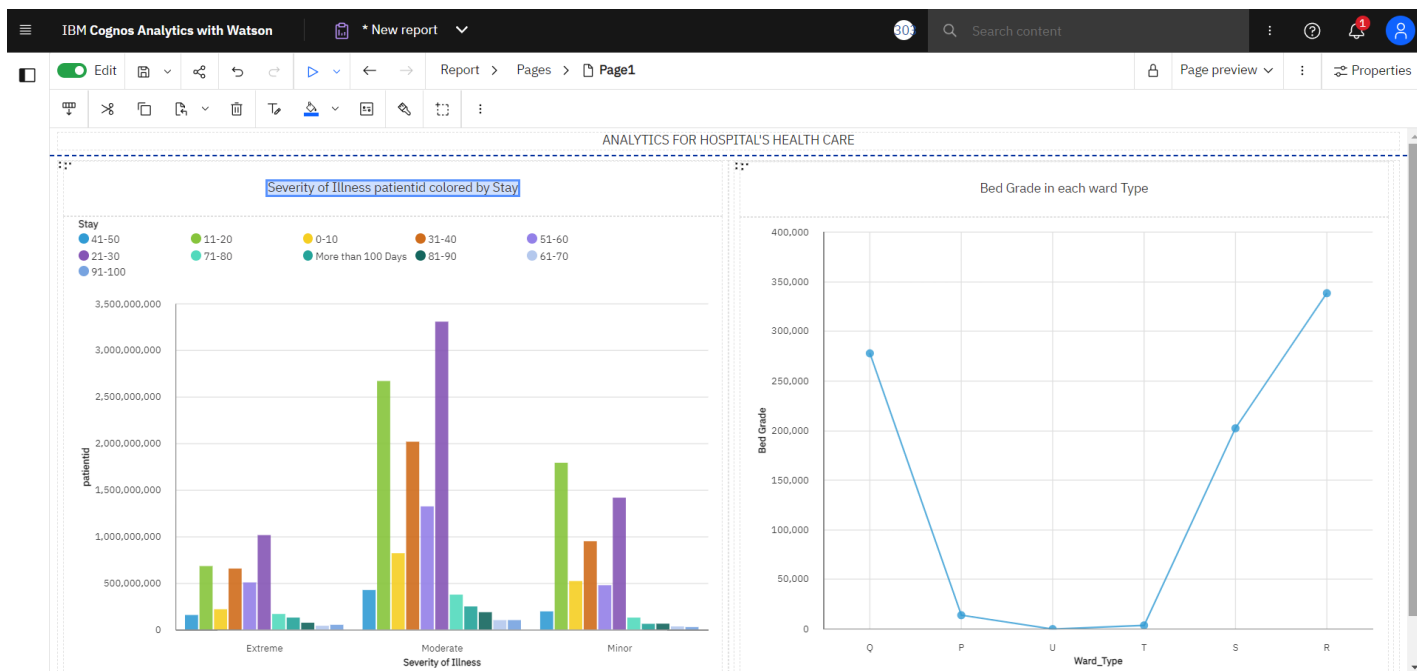 IBM Cognos Analytics with Watson
* New report
303
Search content
1
Edit
Report > Pages > Page1
Page preview
Properties
ANALYTICS FOR HOSPITAL'S HEALTH CARE
Severity of Illness patientid colored by Stay
Stay
41-50 11-20 0-10 31-40 51-60
21-30 71-80 More than 100 Days 81-90 61-70
91-100
3,500,000,000
3,000,000,000
2,500,000,000
2,000,000,000
1,500,000,000
1,000,000,000
500,000,000
0
patientid
Extreme Moderate Minor
Severity of Illness
Bed Grade in each ward Type
400,000
350,000
300,000
250,000
200,000
150,000
100,000
50,000
0
Bed Grade
Q P U T S R
Ward_Type